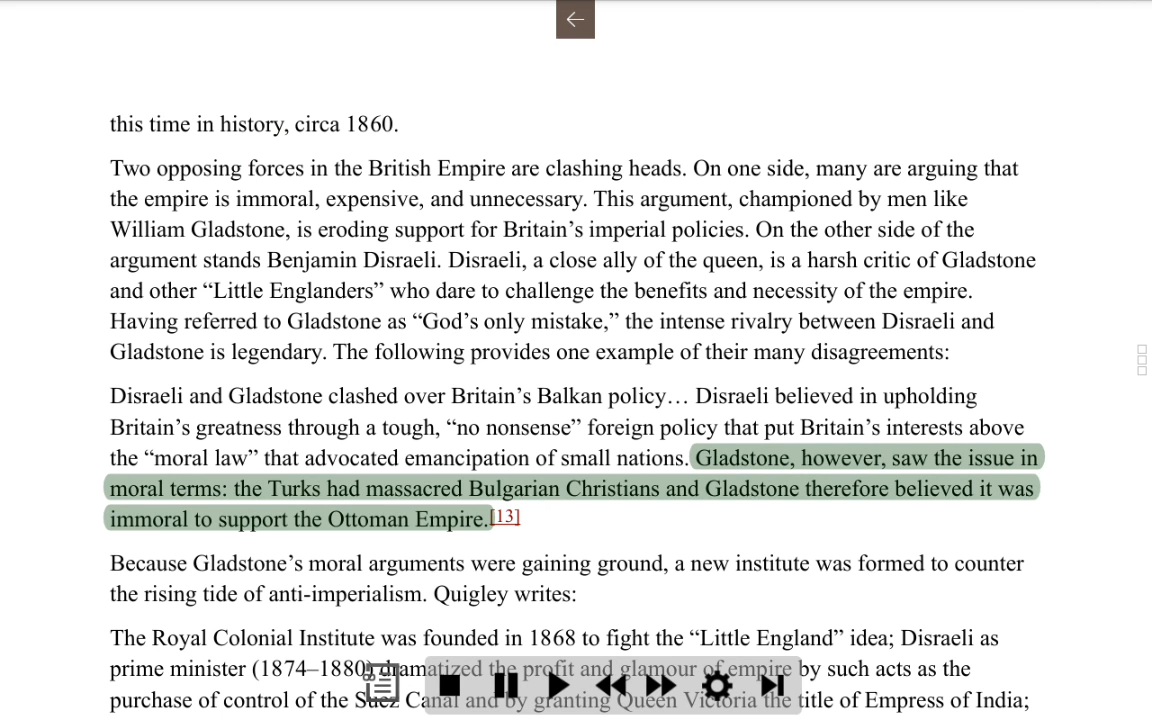 this time in history, circa 1860.
Two opposing forces in the British Empire are clashing heads. On one side, many are arguing that
the empire is immoral, expensive, and unnecessary. This argument, championed by men like
William Gladstone, is eroding support for Britain’s imperial policies. On the other side of the
argument stands Benjamin Disraeli. Disraeli, a close ally of the queen, is a harsh critic of Gladstone
and other “Little Englanders” who dare to challenge the benefits and necessity of the empire.
Having referred to Gladstone as “God’s only mistake,” the intense rivalry between Disraeli and
Gladstone is legendary. The following provides one example of their many disagreements:
Disraeli and Gladstone clashed over Britain’s Balkan policy… Disraeli believed in upholding
Britain’s greatness through a tough, “no nonsense” foreign policy that put Britain’s interests above
the “moral law” that advocated emancipation of small nations. Gladstone, however, saw the issue in
moral terms: the Turks had massacred Bulgarian Christians and Gladstone therefore believed it was
immoral to support the Ottoman Empire.[13]
Because Gladstone’s moral arguments were gaining ground, a new institute was formed to counter
the rising tide of anti-imperialism. Quigley writes:
The Royal Colonial Institute was founded in 1868 to fight the “Little England” idea; Disraeli as
prime minister (1874–1880) dramatized the profit and glamour of empire by such acts as the
purchase of control of the Suez Canal and by granting Queen Victoria the title of Empress of India;